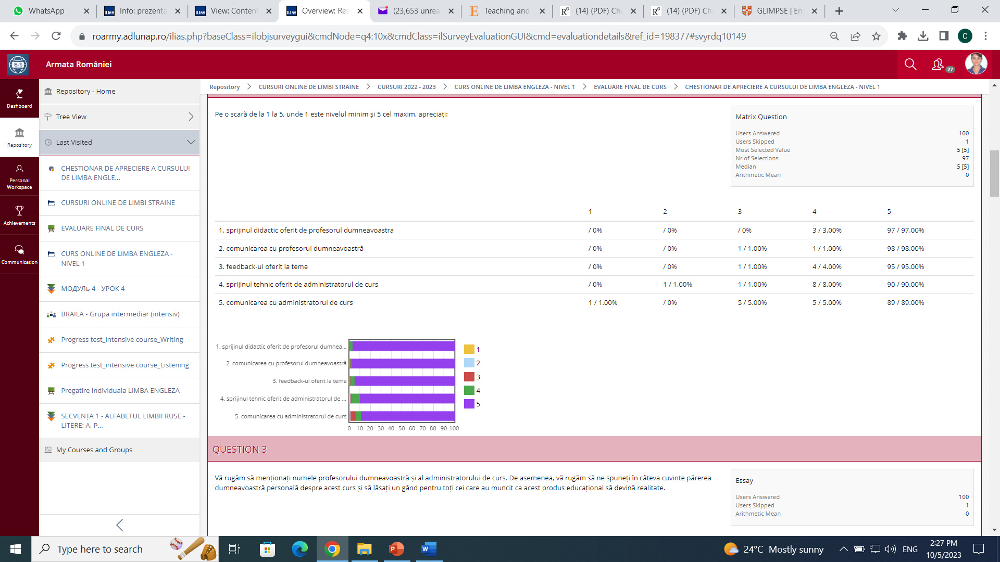 WhatsApp
Info: prezenta
View: Content
Overview: Res
(23,653 unrea
Teaching and
(14) (PDF) Cha
(14) (PDF) Cha
GLIMPSE | En
roarmy.adlunap.ro/ilias.php?baseClass=ilobjsurveygui&cmdNode=q4:10x&cmdClass=ilSurveyEvaluationGUI&cmd=evaluationdetails&ref_id=198377#svyrdq10149
C
Armata României
27
Dashboard
Repository
Personal
Workspace
Achievements
Communication
Repository - Home
Tree View
Last Visited
CHESTIONAR DE APRECIERE A CURSULUI
DE LIMBA ENGLE...
CURSURI ONLINE DE LIMBI STRAINE
EVALUARE FINAL DE CURS
CURS ONLINE DE LIMBA ENGLEZA -
NIVEL 1
МОДУЛЬ 4 - УРОК 4
BRAILA - Grupa intermediar (intensiv)
Progress test_intensive course_Writing
Progress test_intensive course_Listening
Pregatire individuala LIMBA ENGLEZA
SECVENȚA 1 - ALFABETUL LIMBII RUSE -
LITERE: A, P...
My Courses and Groups
Repository CURSURI ONLINE DE LIMBI STRAINE CURSURI 2022 - 2023 CURS ONLINE DE LIMBA ENGLEZA - NIVEL 1 EVALUARE FINAL DE CURS CHESTIONAR DE APRECIERE A CURSULUI DE LIMBA ENGLEZA - NIVEL 1
Pe o scară de la 1 la 5, unde 1 este nivelul minim și 5 cel maxim, apreciați:
Matrix Question
Users Answered 100
Users Skipped 1
Most Selected Value 5 [5]
Nr of Selections 97
Median 5 [5]
Arithmetic Mean 0
1 2 3 4 5
1. sprijinul didactic oferit de profesorul dumneavoastra / 0% / 0% / 0% 3 / 3.00% 97 / 97.00%
2. comunicarea cu profesorul dumneavoastră / 0% / 0% 1 / 1.00% 1 / 1.00% 98 / 98.00%
3. feedback-ul oferit la teme / 0% / 0% 1 / 1.00% 4 / 4.00% 95 / 95.00%
4. sprijinul tehnic oferit de administratorul de curs / 0% 1 / 1.00% 1 / 1.00% 8 / 8.00% 90 / 90.00%
5. comunicarea cu administratorul de curs 1 / 1.00% / 0% 5 / 5.00% 5 / 5.00% 89 / 89.00%
1. sprijinul didactic oferit de profesorul dumnea...
2. comunicarea cu profesorul dumneavoastră
3. feedback-ul oferit la teme
4. sprijinul tehnic oferit de administratorul de ...
5. comunicarea cu administratorul de curs
0 10 20 30 40 50 60 70 80 90 100
1
2
3
4
5
QUESTION 3
Vă rugăm să menționați numele profesorului dumneavoastră și al administratorului de curs. De asemenea, vă rugăm să ne spuneți în câteva cuvinte părerea
dumneavoastră personală despre acest curs și să lăsați un gând pentru toți cei care au muncit ca acest produs educațional să devină realitate.
Essay
Users Answered 100
Users Skipped 1
Arithmetic Mean 0
Type here to search
24°C Mostly sunny
ENG
2:27 PM
10/5/2023